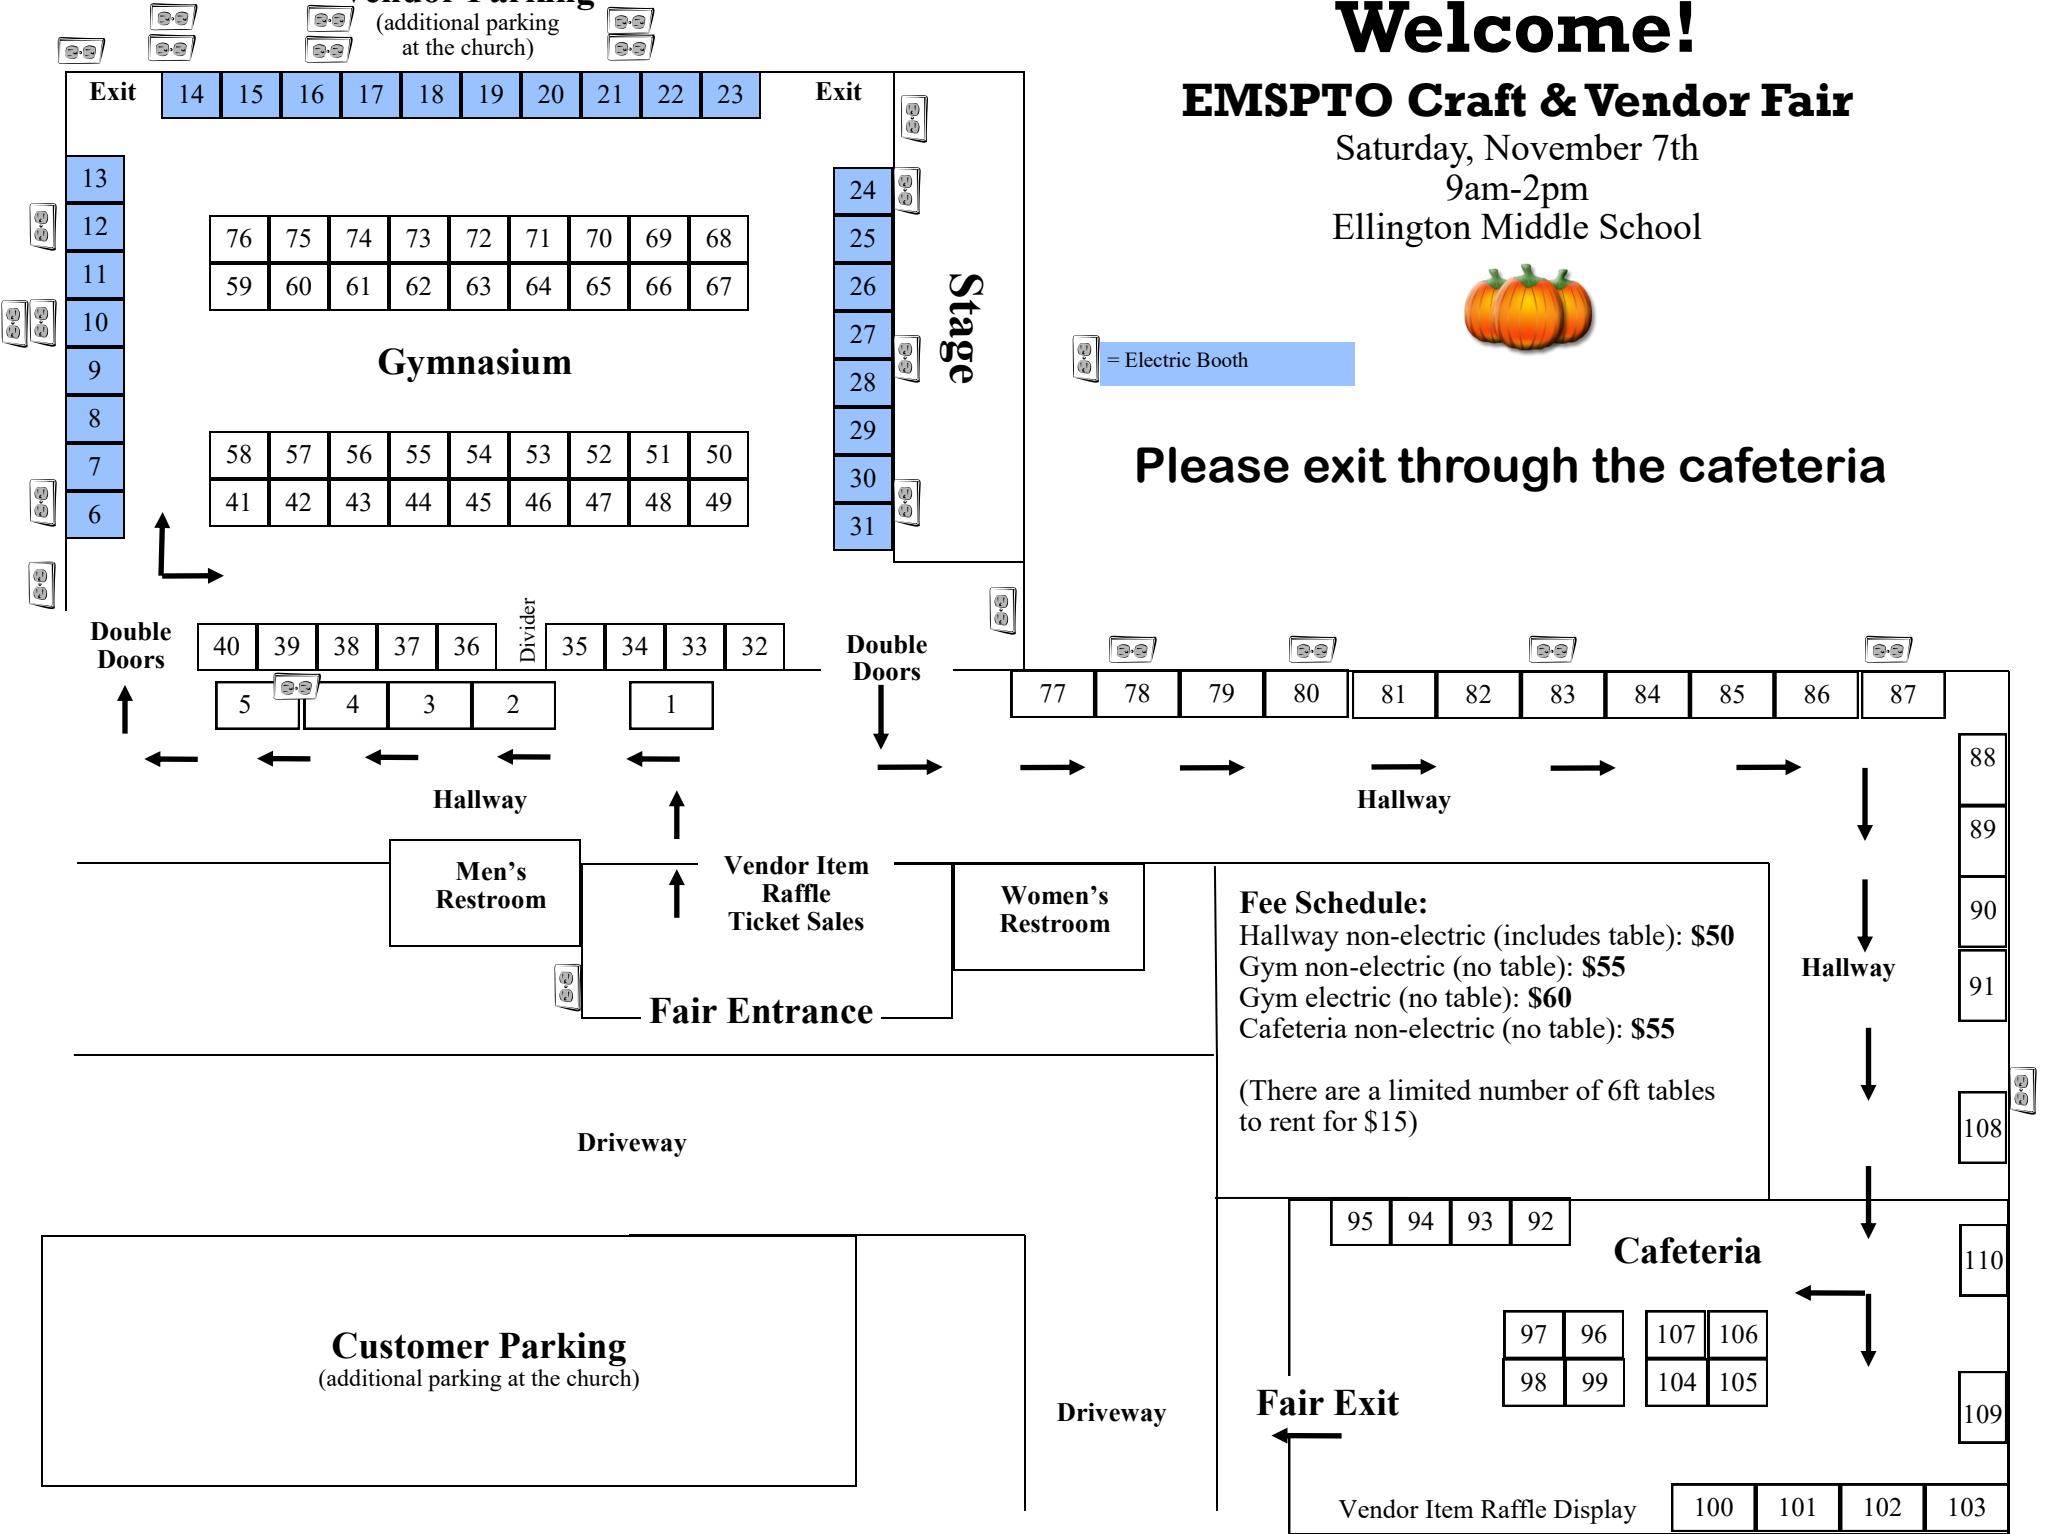 Vendor Parking
(additional parking
at the church)
Welcome!
EMSPTO Craft & Vendor Fair
Saturday, November 7th
9am-2pm
Ellington Middle School
= Electric Booth
Please exit through the cafeteria
Exit
14 15 16 17 18 19 20 21 22 23
Exit
13
12
11
10
9
8
7
6
24
25
26
27
28
29
30
31
Stage
76 75 74 73 72 71 70 69 68
59 60 61 62 63 64 65 66 67
Gymnasium
58 57 56 55 54 53 52 51 50
41 42 43 44 45 46 47 48 49
Double
Doors
40 39 38 37 36
Divider
35 34 33 32
Double
Doors
5 4 3 2 1
77 78 79 80 81 82 83 84 85 86 87
88
89
90
91
108
Hallway
Hallway
Hallway
Men's
Restroom
Vendor Item
Raffle
Ticket Sales
Women's
Restroom
Fair Entrance
Fee Schedule:
Hallway non-electric (includes table): $50
Gym non-electric (no table): $55
Gym electric (no table): $60
Cafeteria non-electric (no table): $55
(There are a limited number of 6ft tables
to rent for $15)
Driveway
Customer Parking
(additional parking at the church)
Driveway
95 94 93 92
Cafeteria
110
97 96 107 106
98 99 104 105
109
Fair Exit
Vendor Item Raffle Display
100 101 102 103